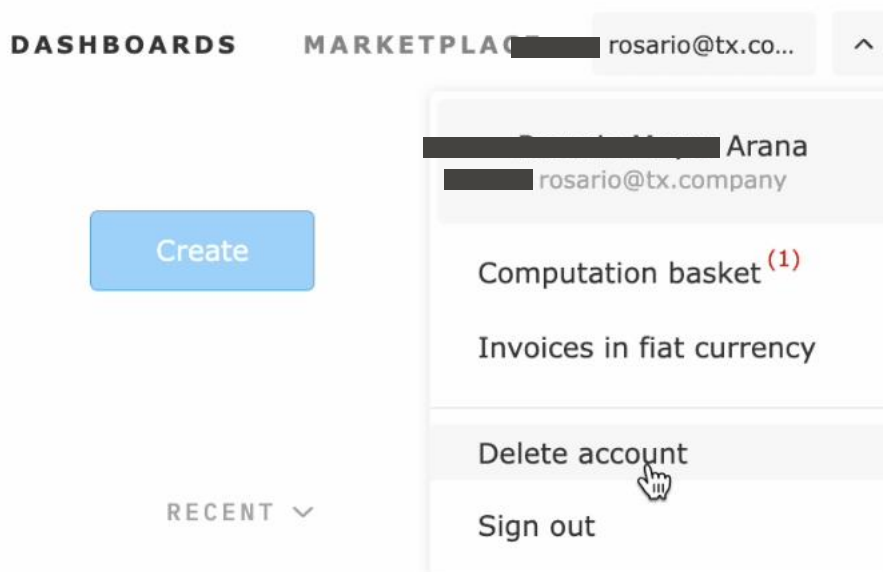 DASHBOARDS
rosario@tx.co...
Arana
rosario@tx.company
Create
Computation basket (1)
Invoices in fiat currency
Delete account
RECENT
Sign out